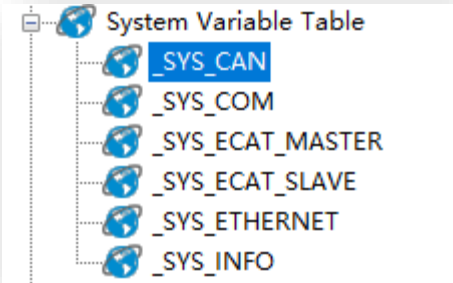 System Variable Table
_SYS_CAN
_SYS_COM
_SYS_ECAT_MASTER
_SYS_ECAT_SLAVE
_SYS_ETHERNET
_SYS_INFO